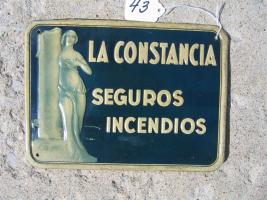 43
LA CONSTANCIA
SEGUROS
INCENDIOS